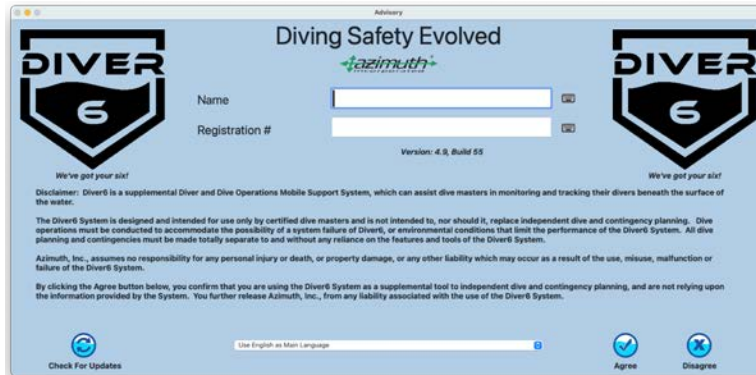 Advisory
Diving Safety Evolved
azimuth
incorporated
DIVER
6
We've got your six!
DIVER
6
We've got your six!
Name
Registration #
Version: 4.9, Build 55
Disclaimer: Diver6 is a supplemental Diver and Dive Operations Mobile Support System, which can assist dive masters in monitoring and tracking their divers beneath the surface of
the water.
The Diver6 System is designed and intended for use only by certified dive masters and is not intended to, nor should it, replace independent dive and contingency planning. Dive
operations must be conducted to accommodate the possibility of a system failure of Diver6, or environmental conditions that limit the performance of the Diver6 System. All dive
planning and contingencies must be made totally separate to and without any reliance on the features and tools of the Diver6 System.
Azimuth, Inc., assumes no responsibility for any personal injury or death, or property damage, or any other liability which may occur as a result of the use, misuse, malfunction or
failure of the Diver6 System.
By clicking the Agree button below, you confirm that you are using the Diver6 System as a supplemental tool to independent dive and contingency planning, and are not relying upon
the information provided by the System. You further release Azimuth, Inc., from any liability associated with the use of the Diver6 System.
Check For Updates
Use English as Main Language
Agree
Disagree